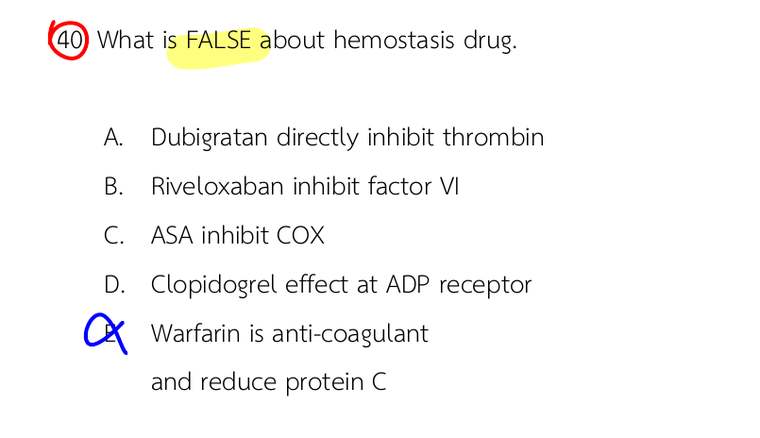 40 What is FALSE about hemostasis drug.
A. Dubigratan directly inhibit thrombin
B. Riveloxaban inhibit factor VI
C. ASA inhibit COX
D. Clopidogrel effect at ADP receptor
E. Warfarin is anti-coagulant
and reduce protein C